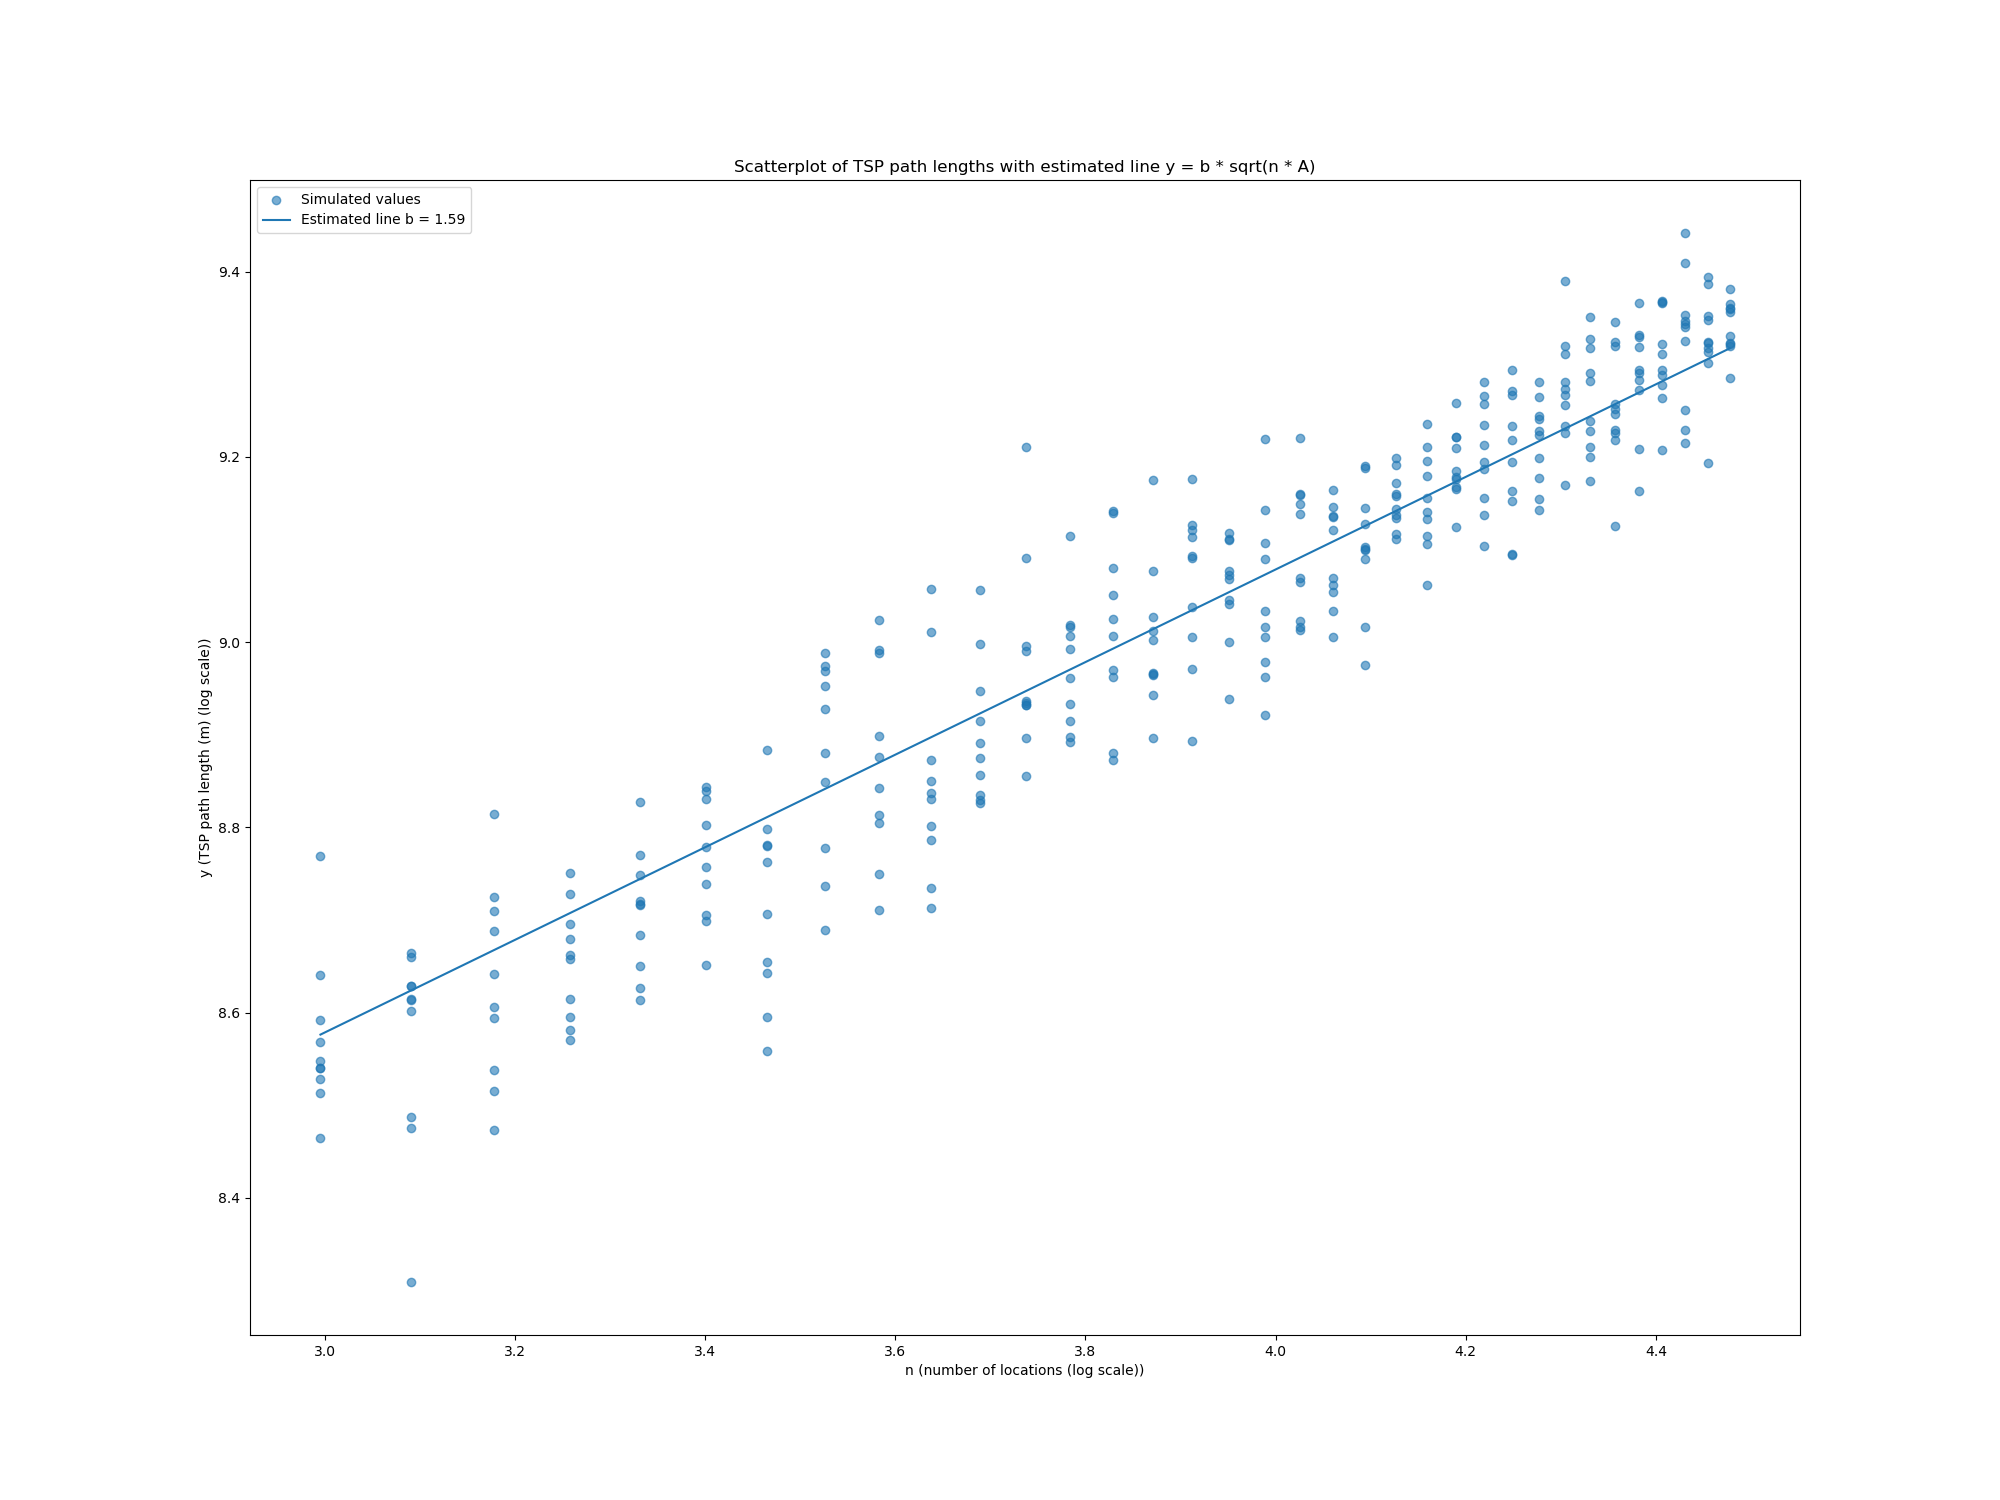 Scatterplot of TSP path lengths with estimated line y = b * sqrt(n * A)
Simulated values
Estimated line b = 1.59
9.4
9.2
9.0
8.8
8.6
8.4
y (TSP path length (m) (log scale))
3.0 3.2 3.4 3.6 3.8 4.0 4.2 4.4
n (number of locations (log scale))